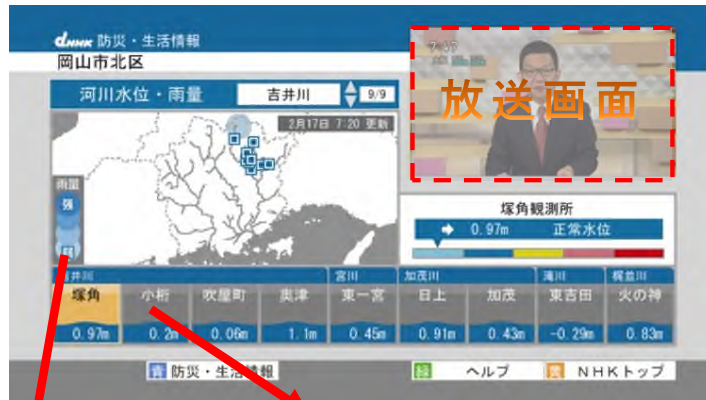 dNHK 防災・生活情報
岡山市北区
河川水位・雨量 吉井川 9/9
2月17日 7:20 更新
放送画面
雨量
強
弱
塚角観測所
0.97m 正常水位
吉井川 宮川 加茂川 滝川 梶並川
塚角 小桁 吹屋町 奥津 東一宮 日上 加茂 東吉田 火の神
0.97m 0.2m 0.06m 1.1m 0.45m 0.91m 0.43m -0.29m 0.83m
青 防災・生活情報 緑 ヘルプ 黄 NHKトップ